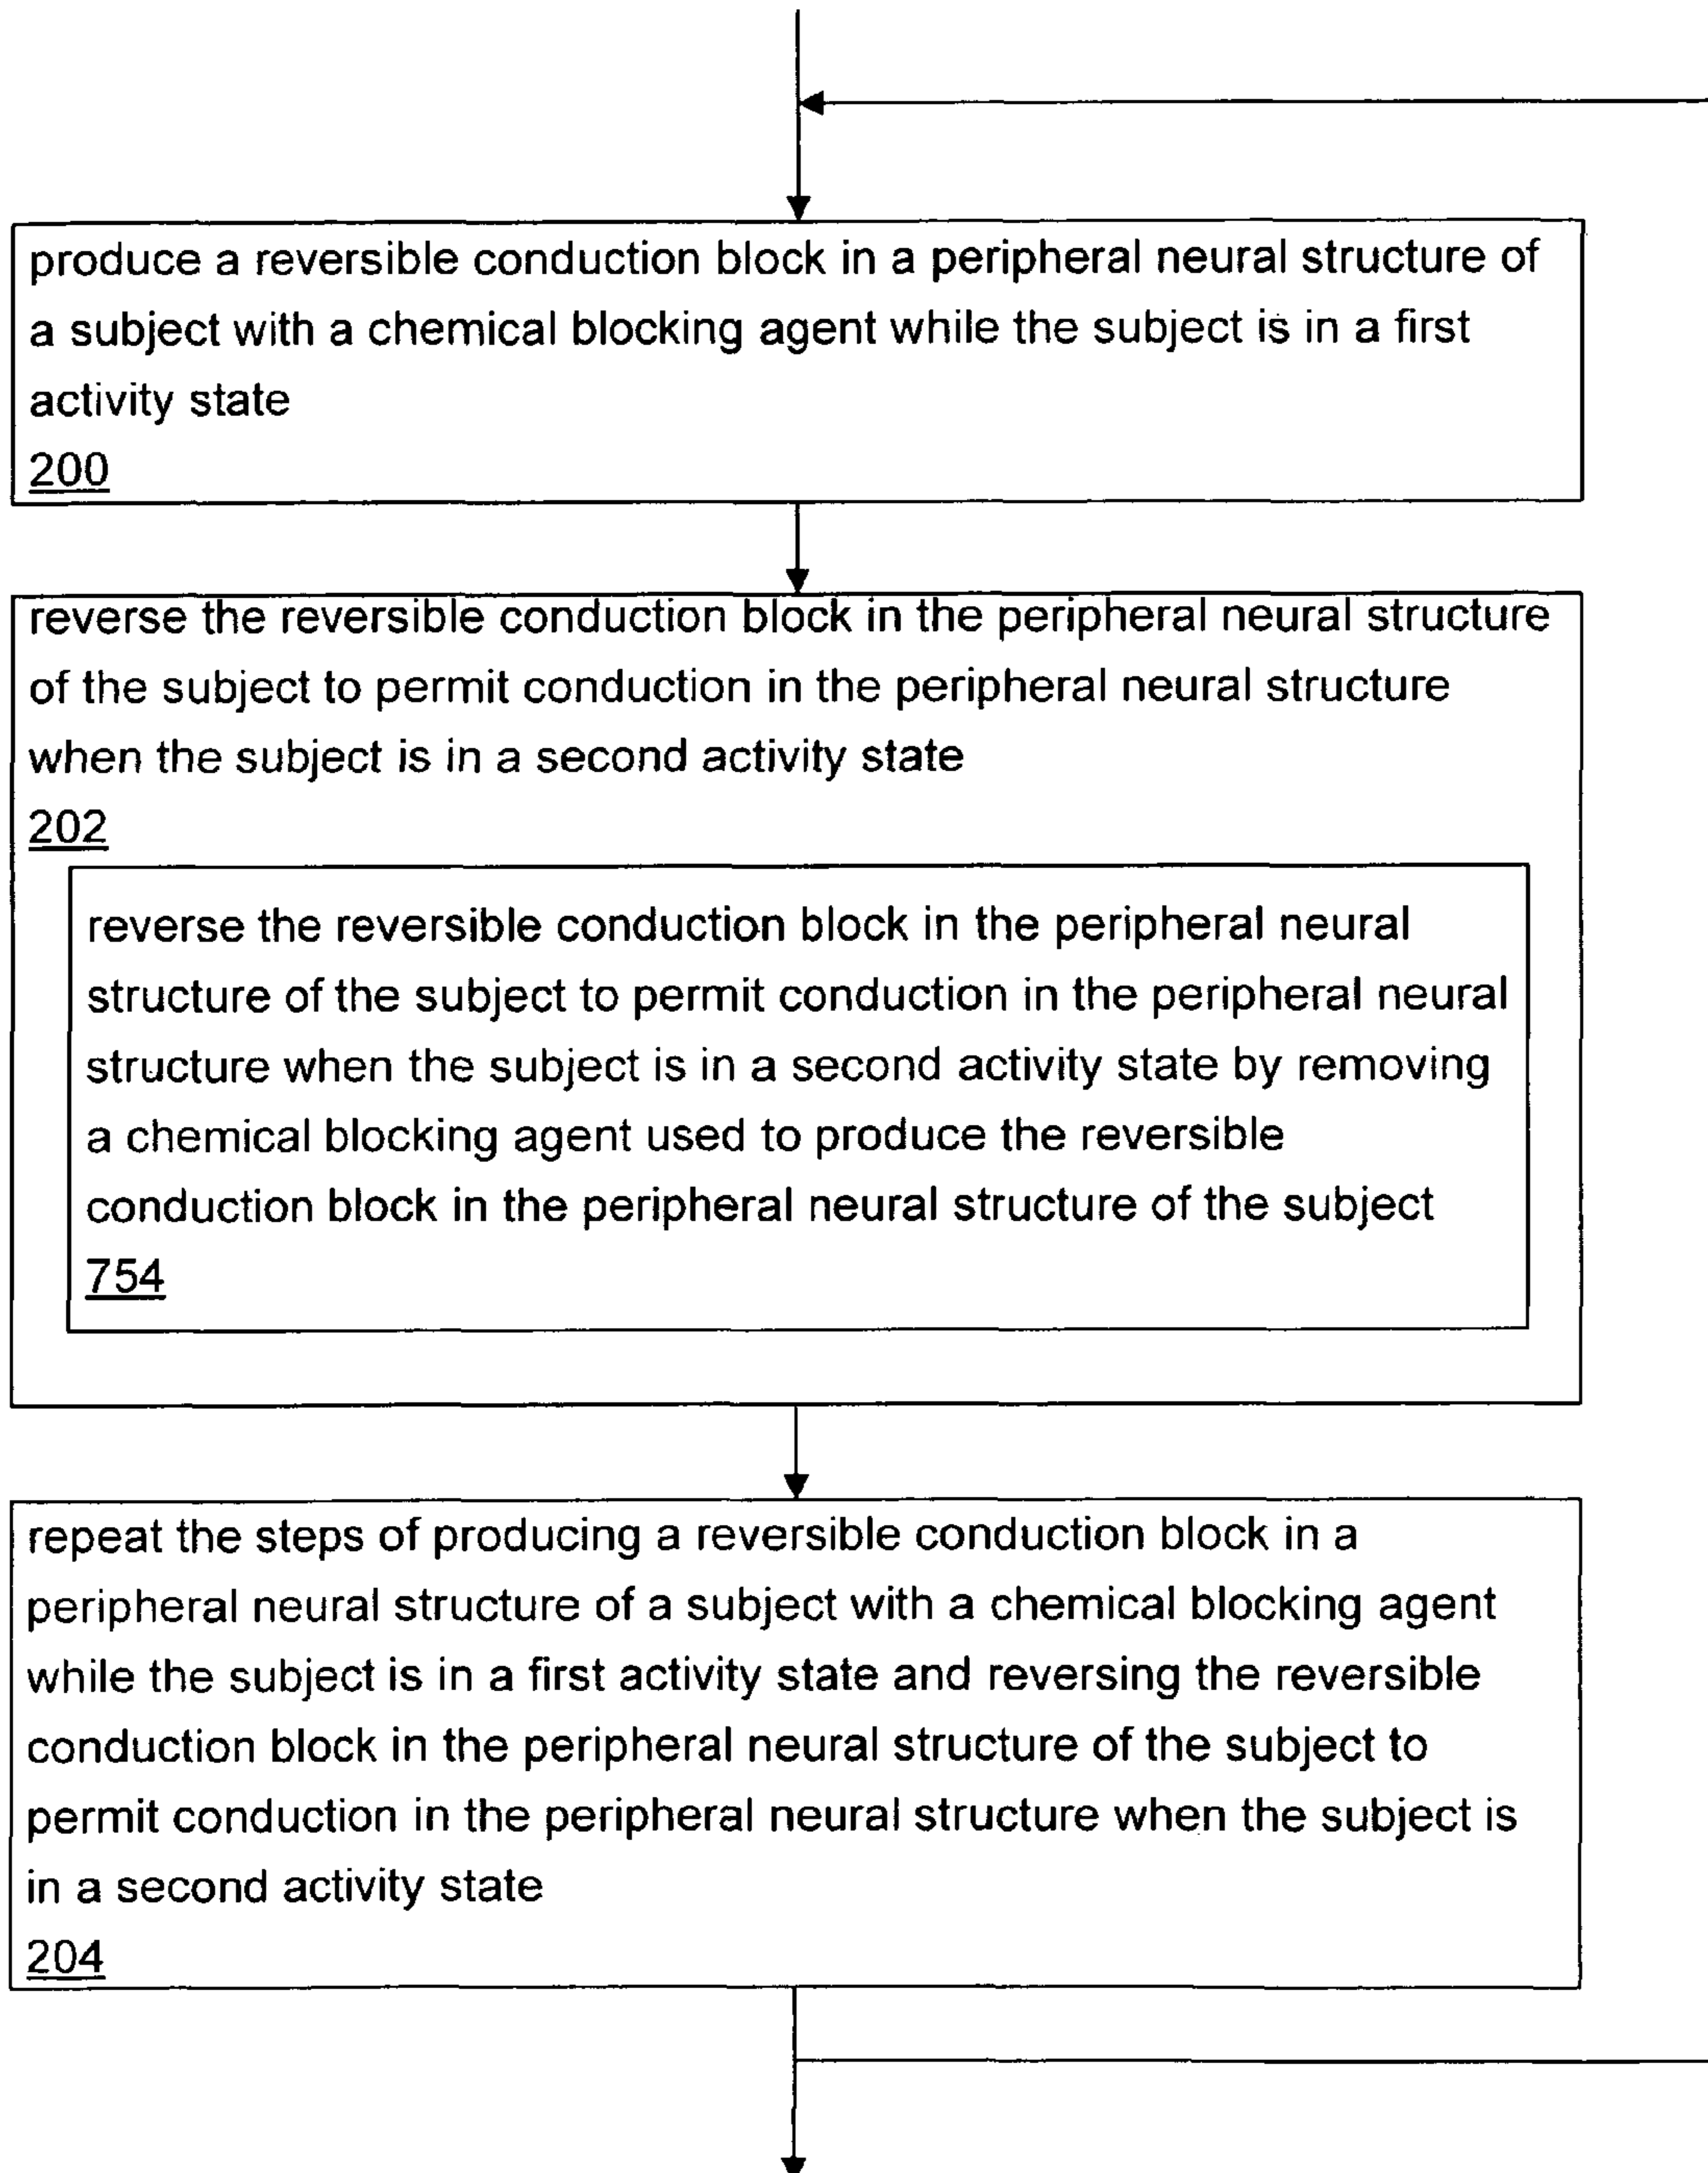 produce a reversible conduction block in a peripheral neural structure of
a subject with a chemical blocking agent while the subject is in a first
activity state
200
reverse the reversible conduction block in the peripheral neural structure
of the subject to permit conduction in the peripheral neural structure
when the subject is in a second activity state
202
reverse the reversible conduction block in the peripheral neural
structure of the subject to permit conduction in the peripheral neural
structure when the subject is in a second activity state by removing
a chemical blocking agent used to produce the reversible
conduction block in the peripheral neural structure of the subject
754
repeat the steps of producing a reversible conduction block in a
peripheral neural structure of a subject with a chemical blocking agent
while the subject is in a first activity state and reversing the reversible
conduction block in the peripheral neural structure of the subject to
permit conduction in the peripheral neural structure when the subject is
in a second activity state
204